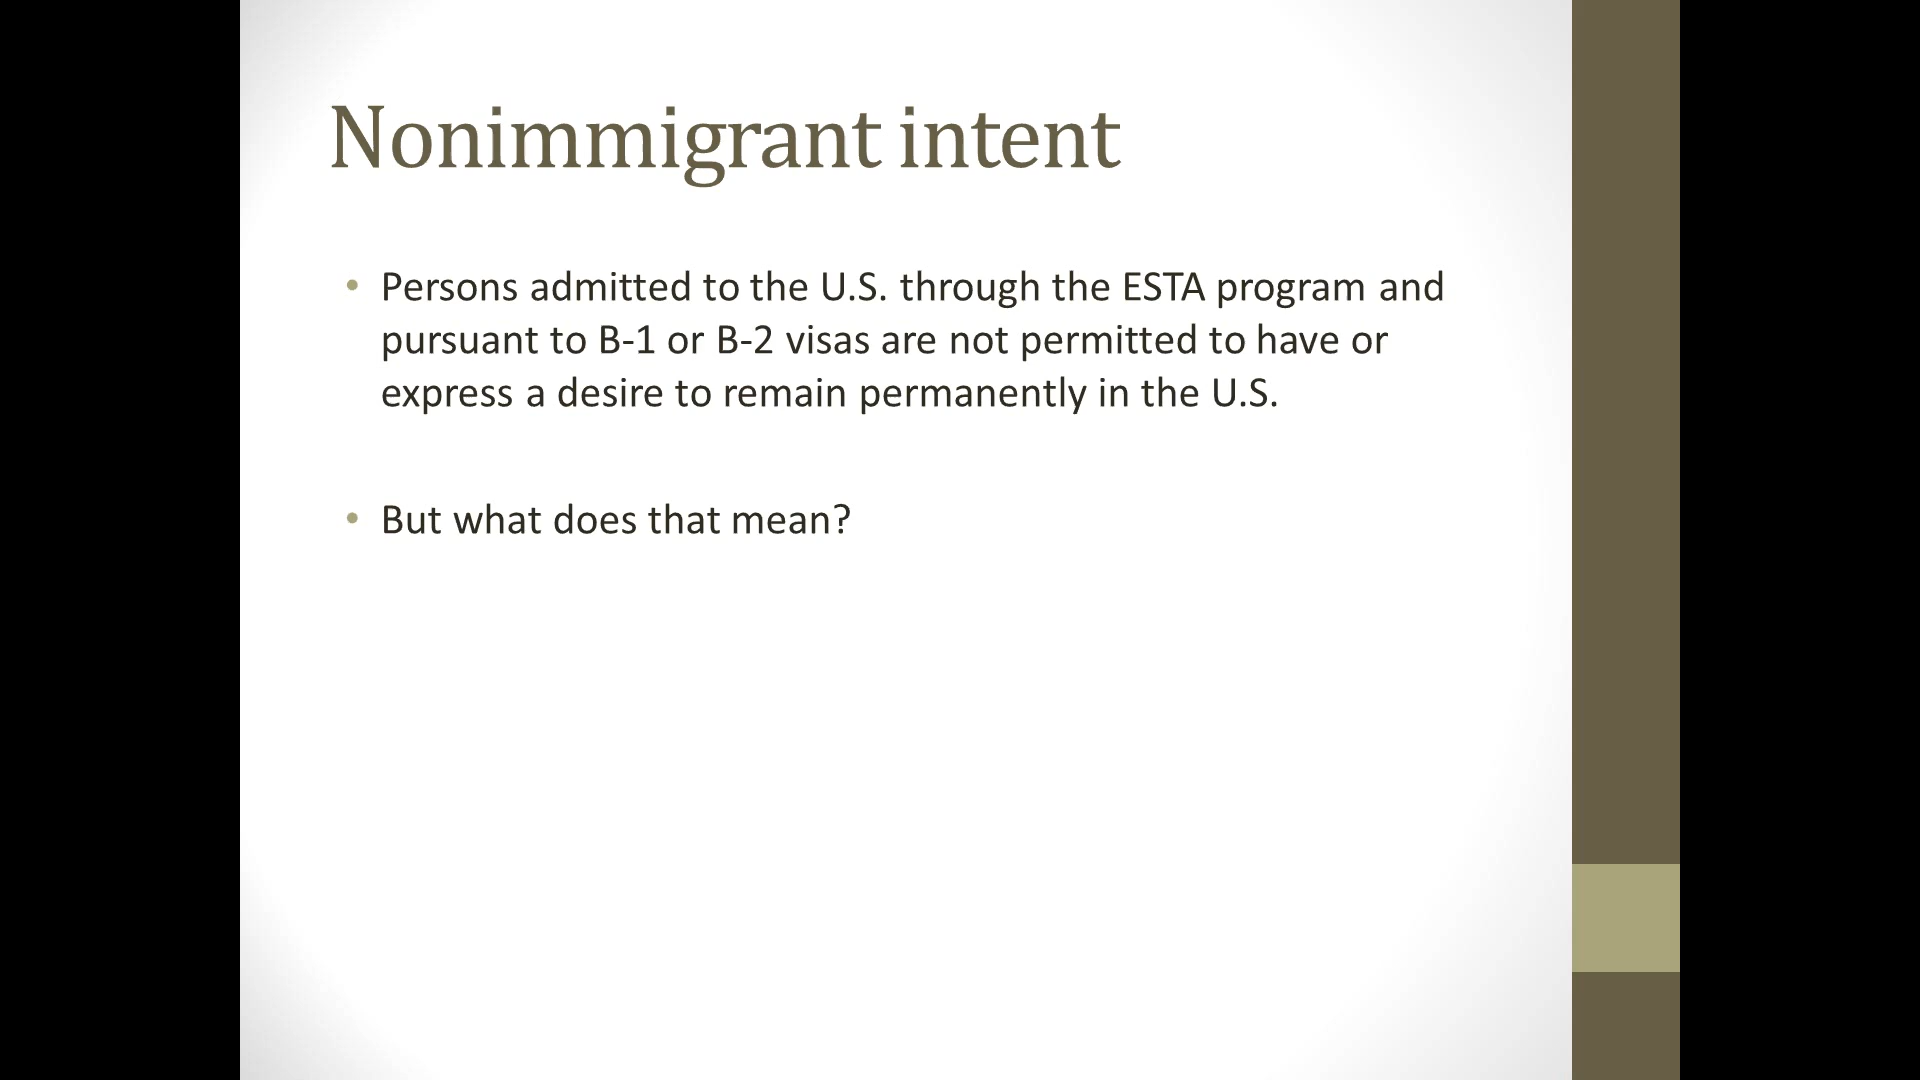 Nonimmigrant intent
• Persons admitted to the U.S. through the ESTA program and
pursuant to B-1 or B-2 visas are not permitted to have or
express a desire to remain permanently in the U.S.
• But what does that mean?